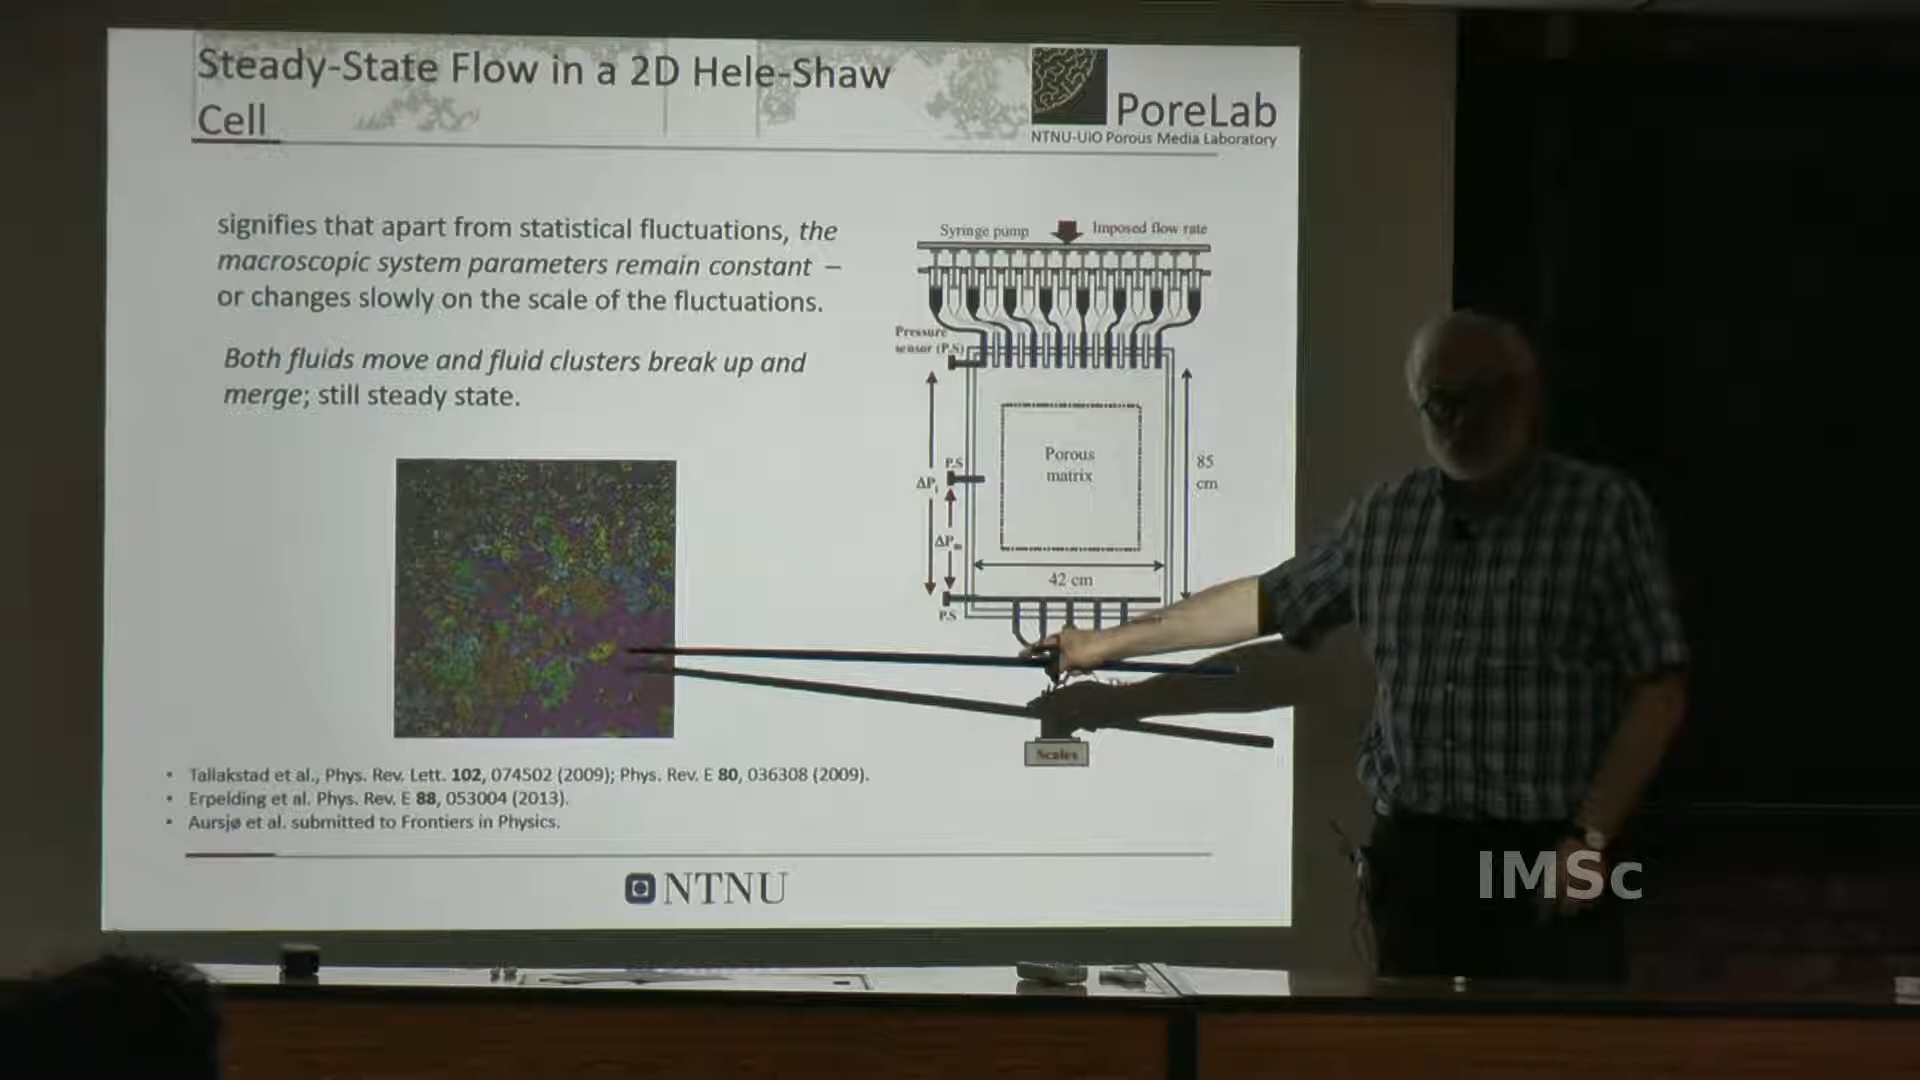 Steady-State Flow in a 2D Hele-Shaw
Cell
PoreLab
NTNU-UiO Porous Media Laboratory
signifies that apart from statistical fluctuations, the
macroscopic system parameters remain constant –
or changes slowly on the scale of the fluctuations.
Both fluids move and fluid clusters break up and
merge; still steady state.
Syringe pump
Imposed flow rate
Pressure
sensor (P.S)
P.S
ΔPᵢ
ΔPₘ
P.S
Porous
matrix
85
cm
42 cm
Scales
• Tallakstad et al., Phys. Rev. Lett. 102, 074502 (2009); Phys. Rev. E 80, 036308 (2009).
• Erpelding et al. Phys. Rev. E 88, 053004 (2013).
• Aursjø et al. submitted to Frontiers in Physics.
NTNU
IMSc